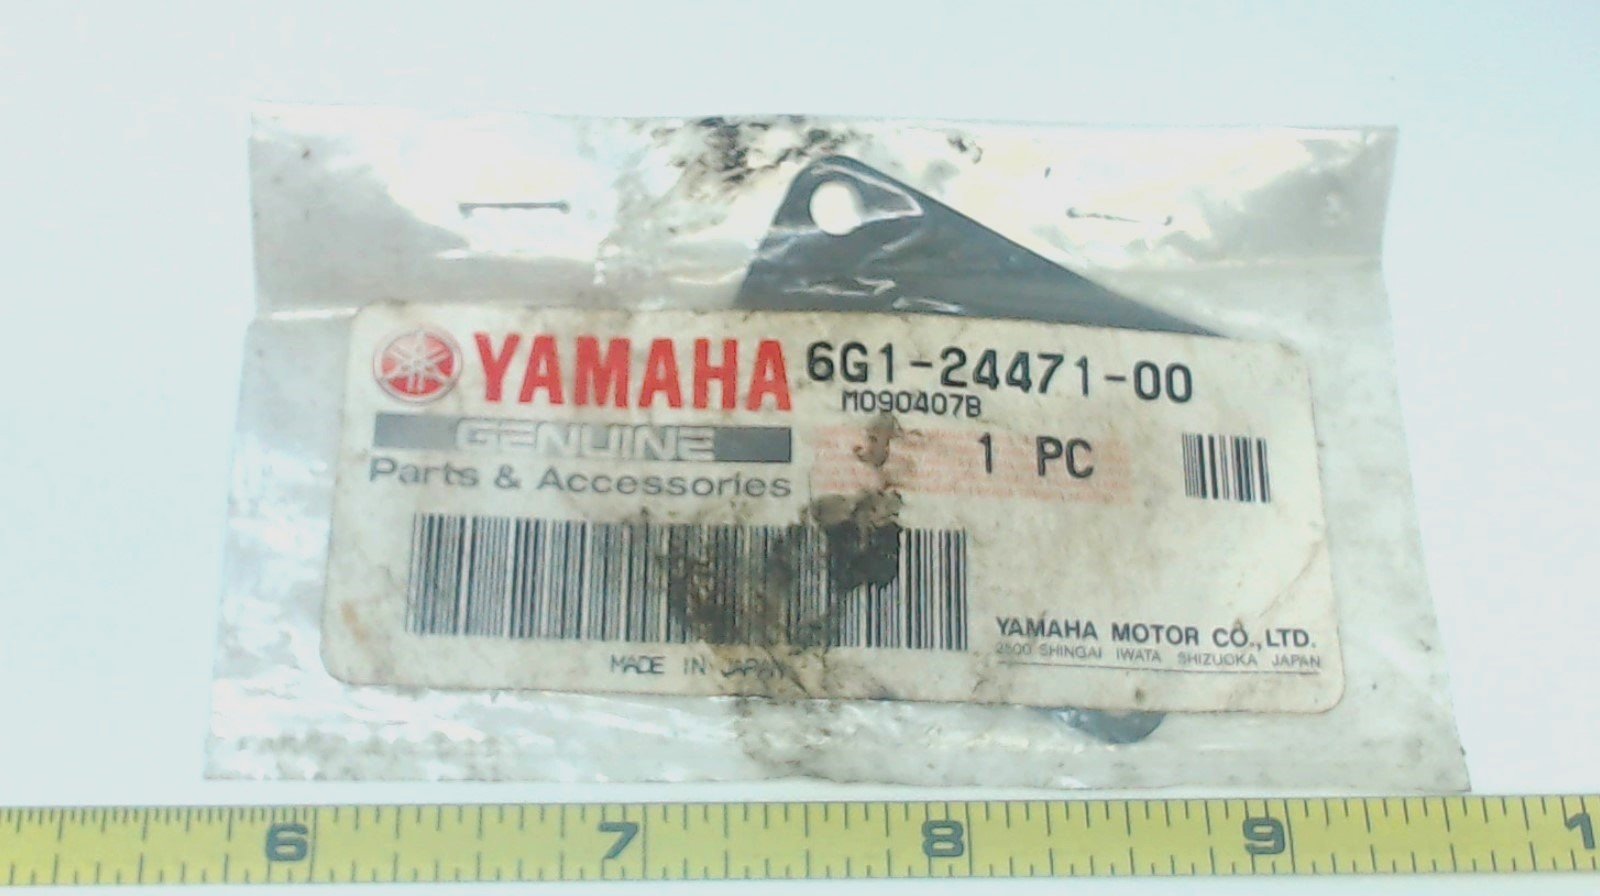 YAMAHA 6G1-24471-00
M090407B
GENUINE
1 PC
Parts & Accessories
YAMAHA MOTOR CO., LTD.
2500 SHINGAI IWATA SHIZUOKA JAPAN
MADE IN JAPAN
6 7 8 9 1